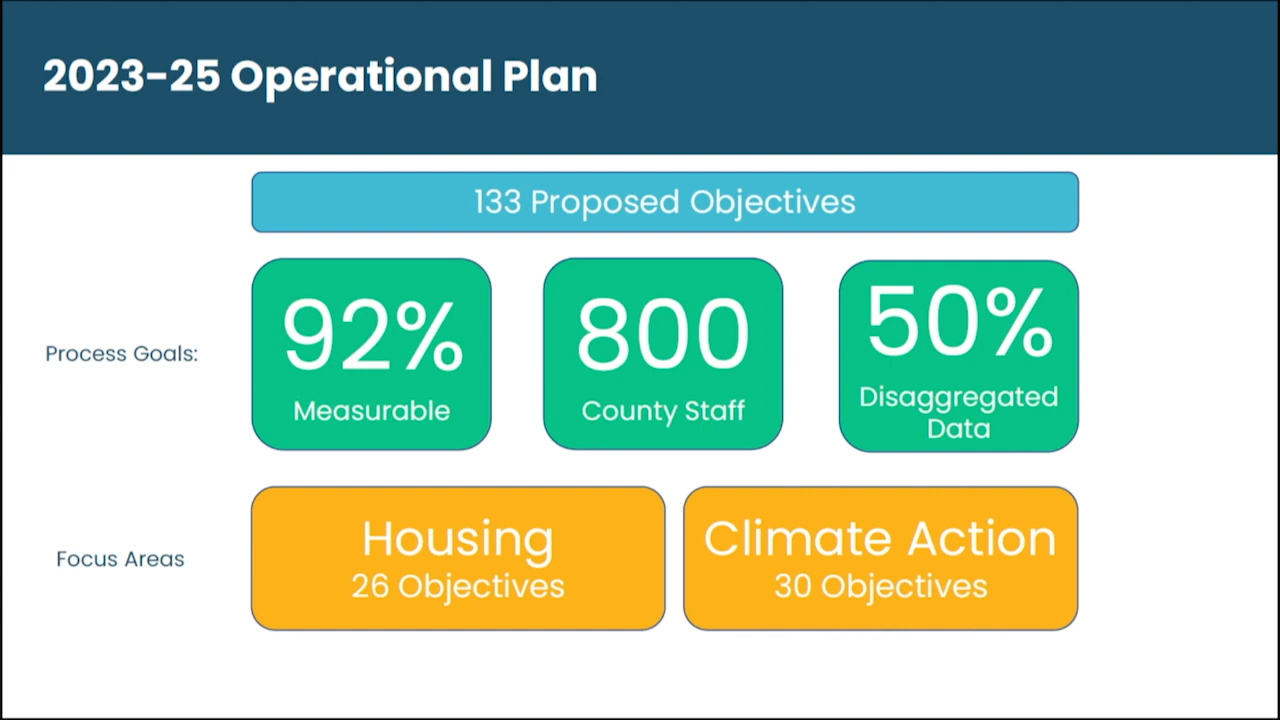 2023-25 Operational Plan
133 Proposed Objectives
Process Goals:
92%
Measurable
800
County Staff
50%
Disaggregated
Data
Focus Areas
Housing
26 Objectives
Climate Action
30 Objectives